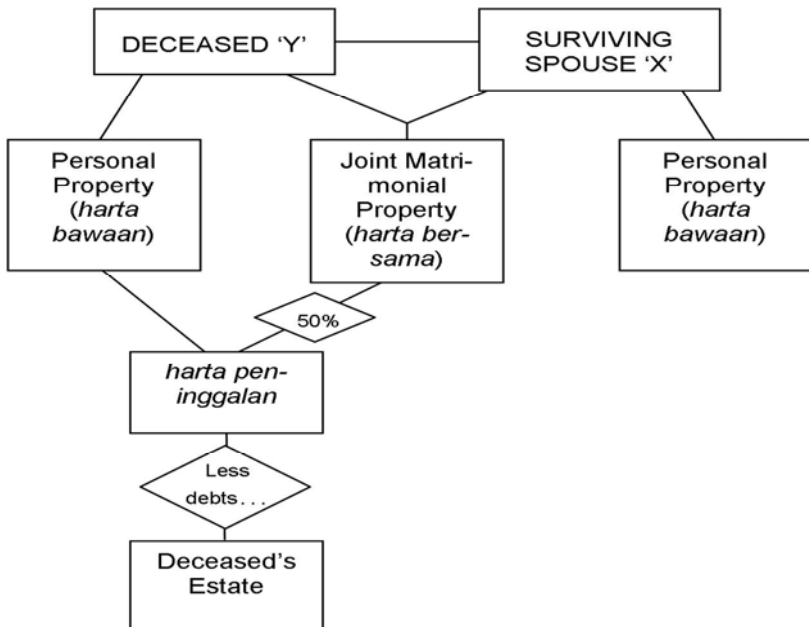 DECEASED ‘Y’
SURVIVING
SPOUSE ‘X’
Personal
Property
(harta
bawaan)
Joint Matri-
monial
Property
(harta ber-
sama)
Personal
Property
(harta
bawaan)
50%
harta pen-
inggalan
Less
debts...
Deceased’s
Estate